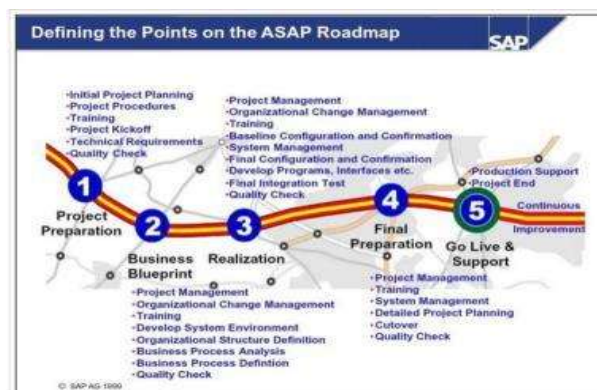 Defining the Points on the ASAP Roadmap
SAP
•Initial Project Planning
•Project Procedures
•Training
•Project Kickoff
•Technical Requirements
•Quality Check
•Project Management
•Organizational Change Management
•Training
•Baseline Configuration and Confirmation
•System Management
•Final Configuration and Confirmation
•Develop Programs, Interfaces etc.
•Final Integration Test
•Quality Check
•Production Support
•Project End
1
Project
Preparation
2
Business
Blueprint
3
Realization
4
Final
Preparation
5
Go Live &
Support
Continuous
Improvement
•Project Management
•Organizational Change Management
•Training
•Develop System Environment
•Organizational Structure Definition
•Business Process Analysis
•Business Process Defintion
•Quality Check
•Project Management
•Training
•System Management
•Detailed Project Planning
•Cutover
•Quality Check
© SAP AG 1999